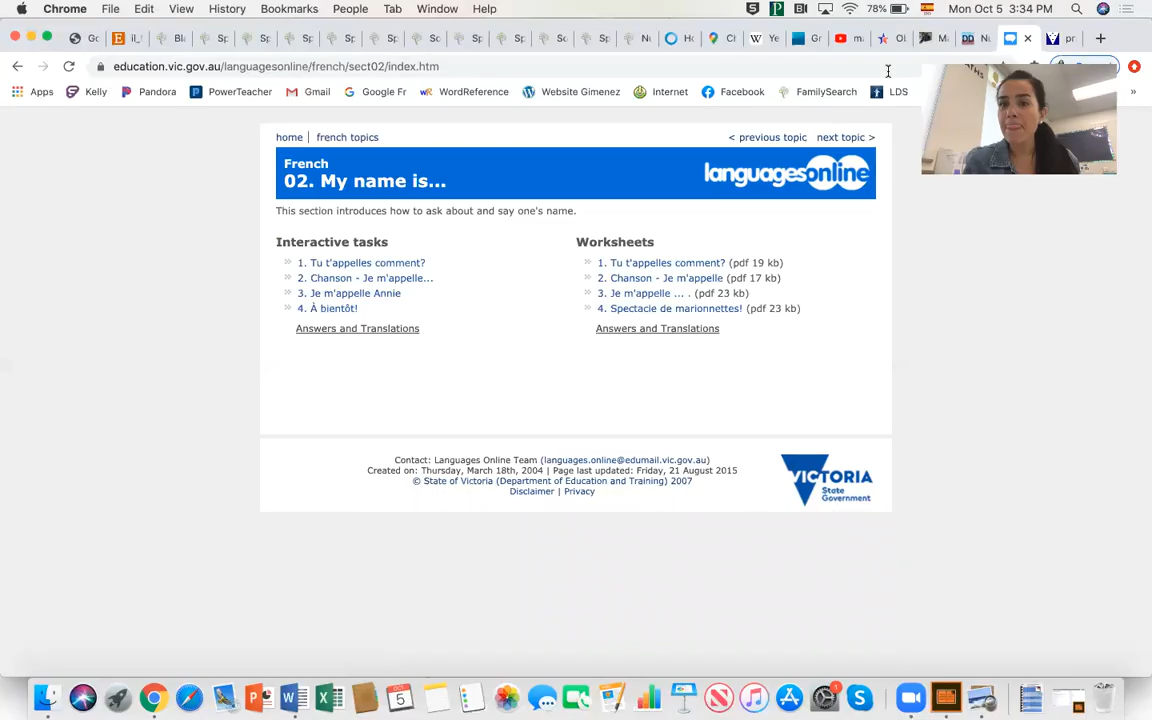 Chrome File Edit View History Bookmarks People Tab Window Help 78% Mon Oct 5 3:34 PM
education.vic.gov.au/languagesonline/french/sect02/index.htm
Apps Kelly Pandora PowerTeacher Gmail Google Fr WordReference Website Gimenez Internet Facebook FamilySearch LDS »
home | french topics < previous topic next topic >
French
02. My name is...
languagesonline
This section introduces how to ask about and say one's name.
Interactive tasks
1. Tu t'appelles comment?
2. Chanson - Je m'appelle...
3. Je m'appelle Annie
4. À bientôt!
Answers and Translations
Worksheets
1. Tu t'appelles comment? (pdf 19 kb)
2. Chanson - Je m'appelle (pdf 17 kb)
3. Je m'appelle ... . (pdf 23 kb)
4. Spectacle de marionnettes! (pdf 23 kb)
Answers and Translations
Contact: Languages Online Team (languages.online@edumail.vic.gov.au)
Created on: Thursday, March 18th, 2004 | Page last updated: Friday, 21 August 2015
© State of Victoria (Department of Education and Training) 2007
Disclaimer | Privacy
VICTORIA
State
Government